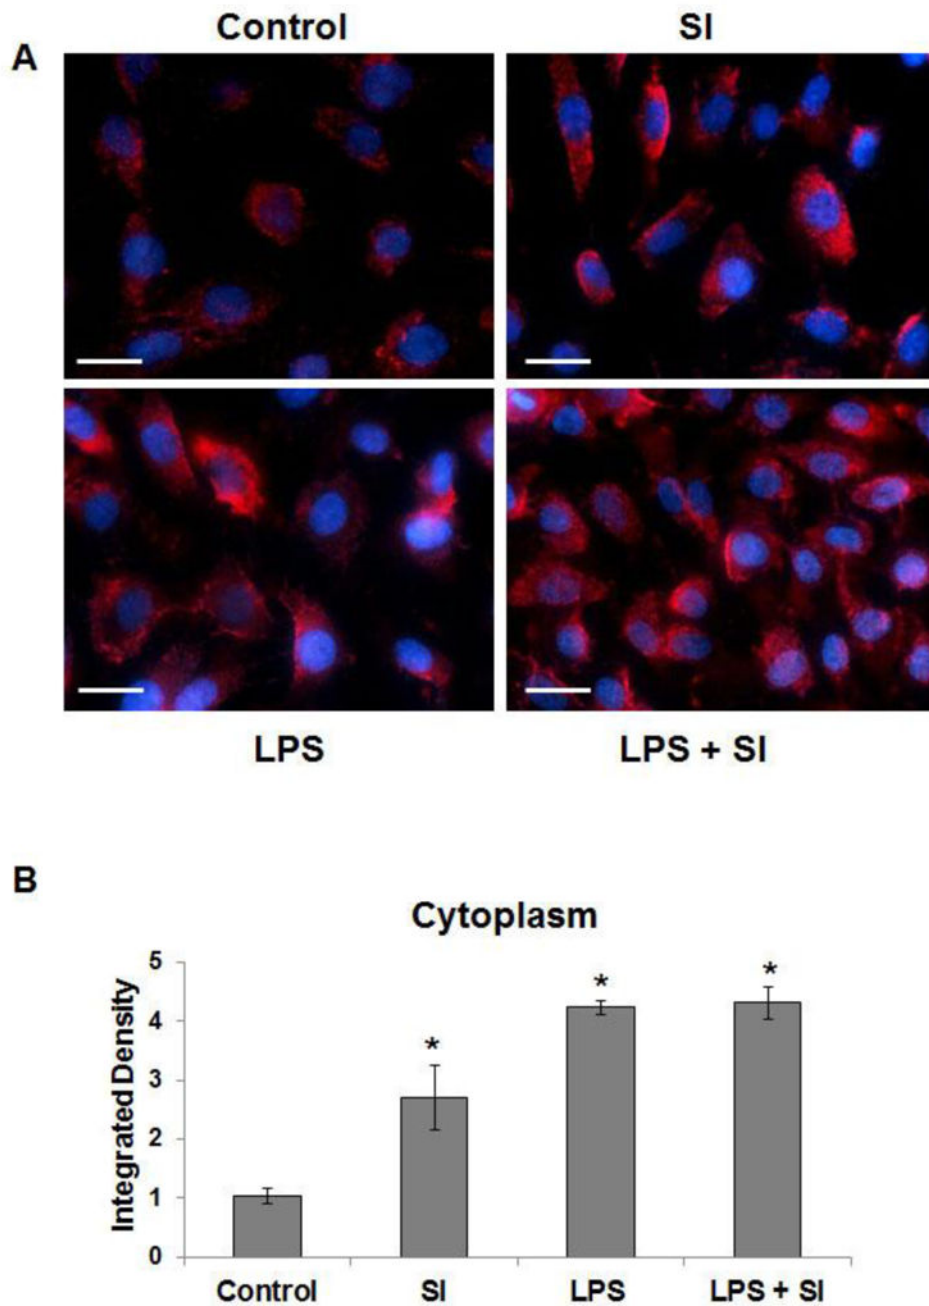 Control SI
A
LPS LPS + SI
B
Cytoplasm
Integrated Density
5
4
3
2
1
0
* * *
Control SI LPS LPS + SI